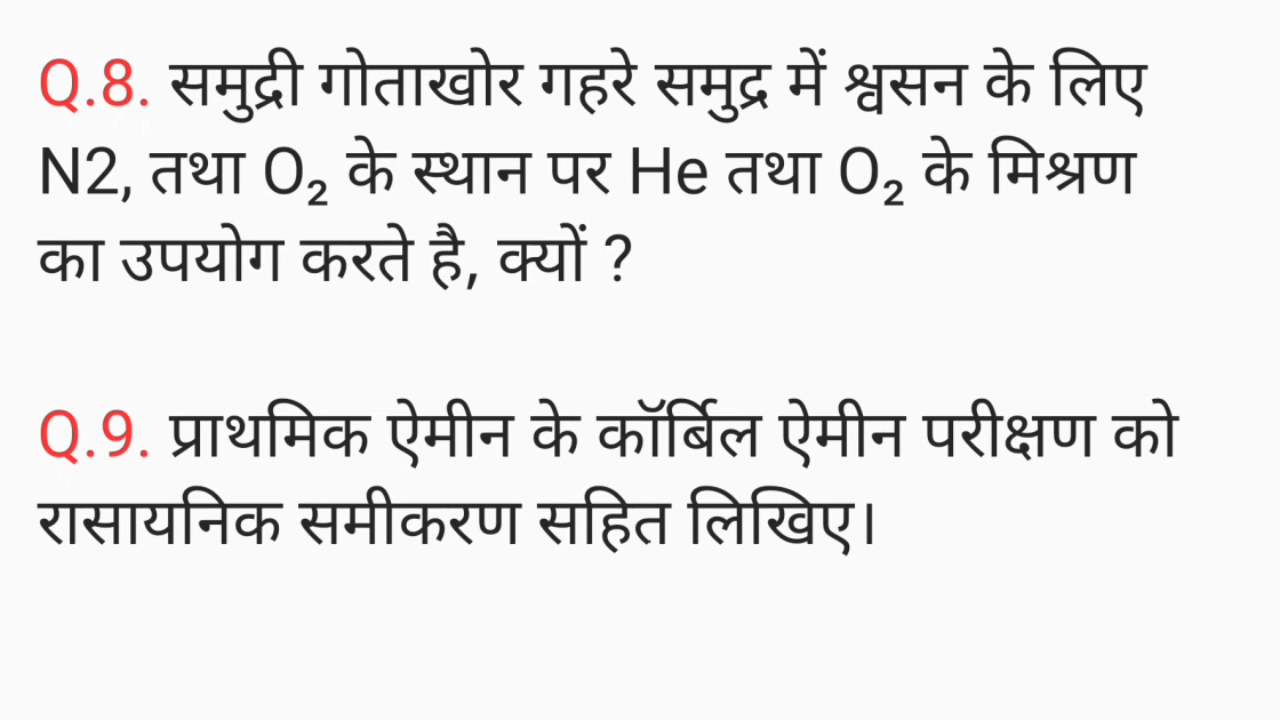 Q.8. समुद्री गोताखोर गहरे समुद्र में श्वसन के लिए
N2, तथा O₂ के स्थान पर He तथा O₂ के मिश्रण
का उपयोग करते है, क्यों ?
Q.9. प्राथमिक ऐमीन के कॉर्बिल ऐमीन परीक्षण को
रासायनिक समीकरण सहित लिखिए।